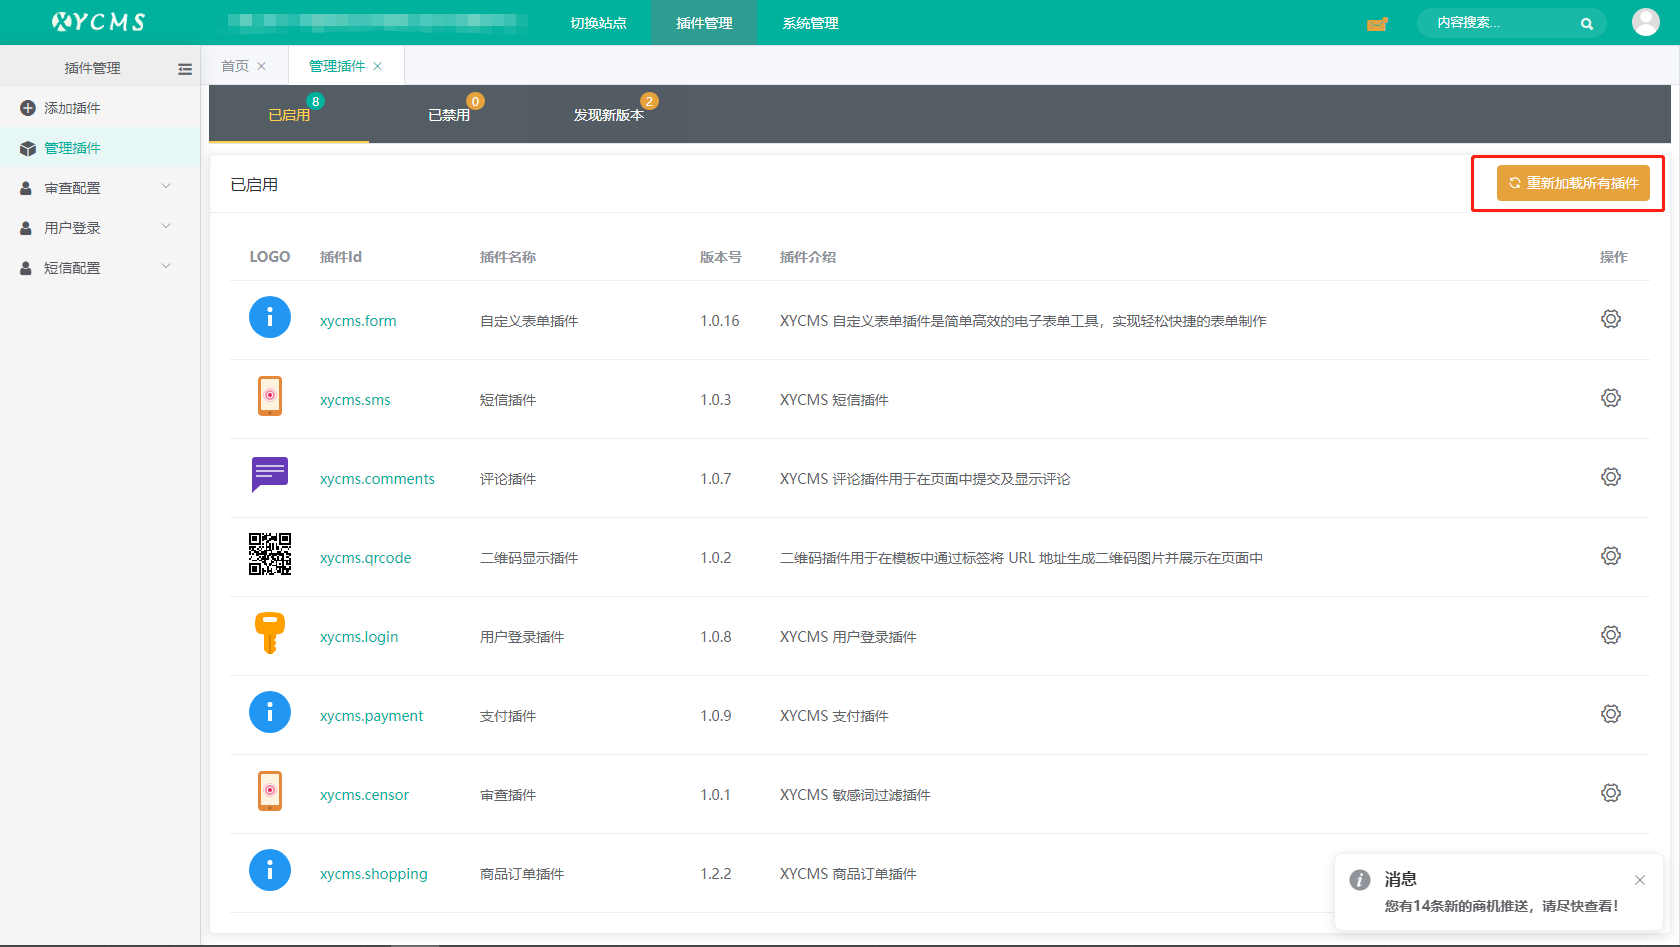 XYCMS
切换站点
插件管理
系统管理
内容搜索...
插件管理
添加插件
管理插件
审查配置
用户登录
短信配置
首页
管理插件
已启用 8
已禁用 0
发现新版本 2
已启用
重新加载所有插件
LOGO 插件Id 插件名称 版本号 插件介绍 操作
xycms.form 自定义表单插件 1.0.16 XYCMS 自定义表单插件是简单高效的电子表单工具，实现轻松快捷的表单制作
xycms.sms 短信插件 1.0.3 XYCMS 短信插件
xycms.comments 评论插件 1.0.7 XYCMS 评论插件用于在页面中提交及显示评论
xycms.qrcode 二维码显示插件 1.0.2 二维码插件用于在模板中通过标签将 URL 地址生成二维码图片并展示在页面中
xycms.login 用户登录插件 1.0.8 XYCMS 用户登录插件
xycms.payment 支付插件 1.0.9 XYCMS 支付插件
xycms.censor 审查插件 1.0.1 XYCMS 敏感词过滤插件
xycms.shopping 商品订单插件 1.2.2 XYCMS 商品订单插件
消息
您有14条新的商机推送，请尽快查看！